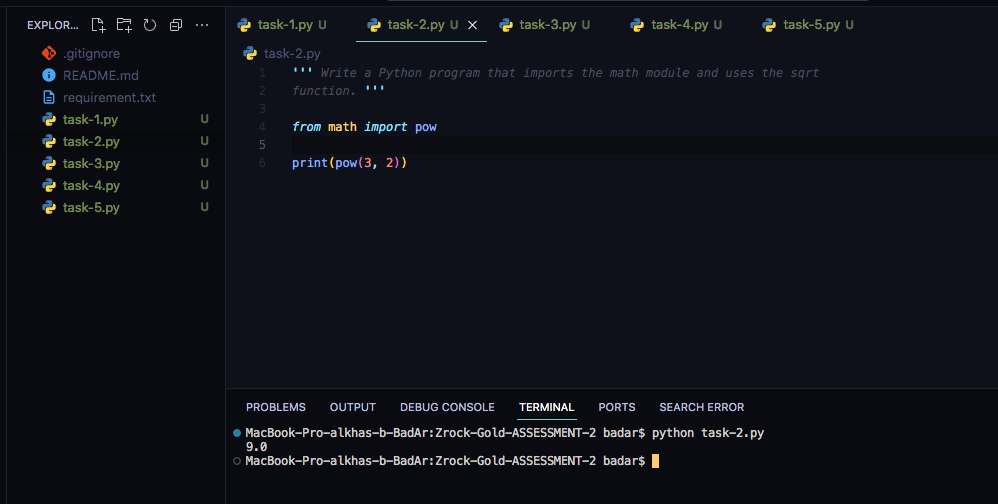 EXPLOR...
.gitignore
README.md
requirement.txt
task-1.py U
task-2.py U
task-3.py U
task-4.py U
task-5.py U
task-1.py U task-2.py U task-3.py U task-4.py U task-5.py U
task-2.py
1 ''' Write a Python program that imports the math module and uses the sqrt
2 function. '''
3
4 from math import pow
5
6 print(pow(3, 2))
PROBLEMS OUTPUT DEBUG CONSOLE TERMINAL PORTS SEARCH ERROR
MacBook-Pro-alkhas-b-BadAr:Zrock-Gold-ASSESSMENT-2 badar$ python task-2.py
9.0
MacBook-Pro-alkhas-b-BadAr:Zrock-Gold-ASSESSMENT-2 badar$